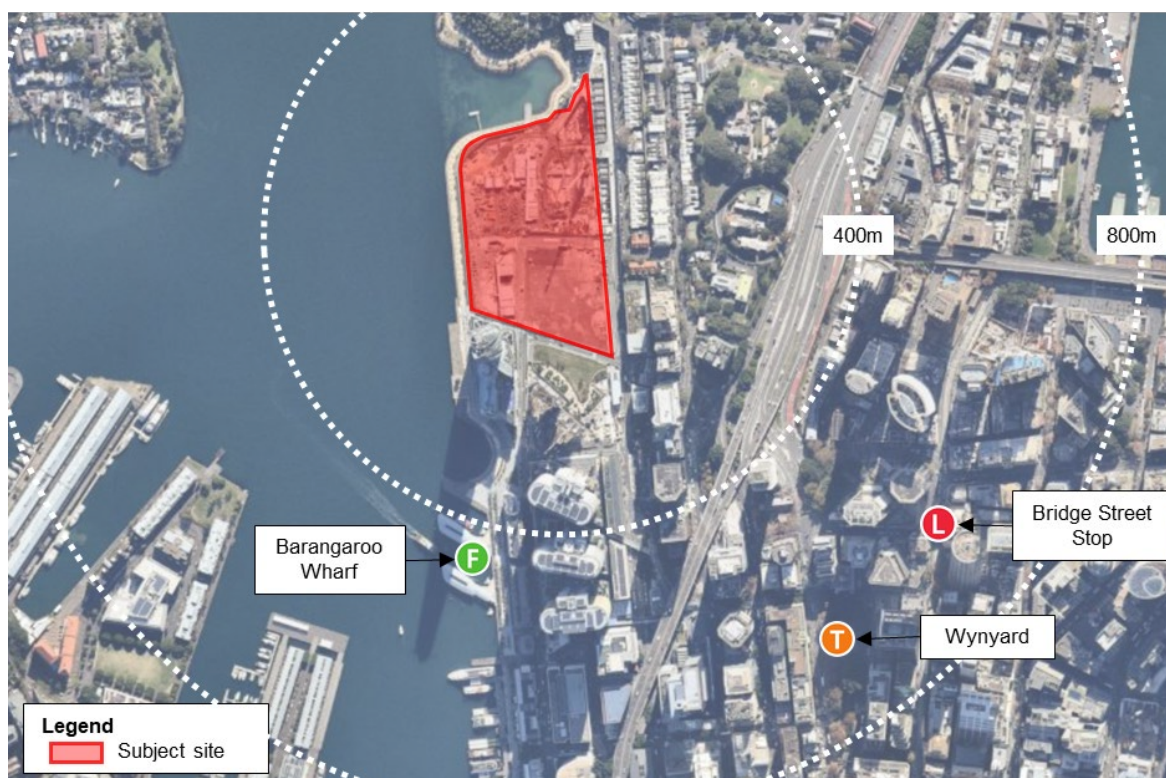 400m
800m
Bridge Street
Stop
L
Barangaroo
Wharf
F
T
Wynyard
Legend
Subject site